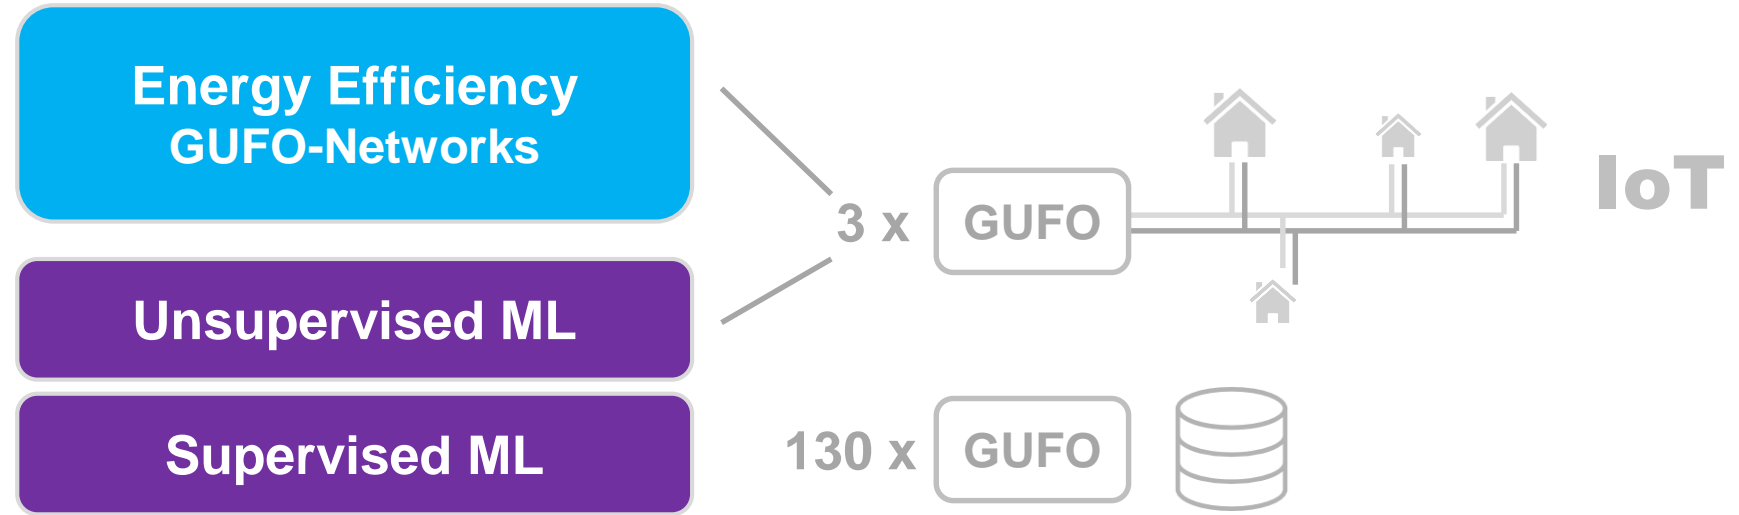 Energy Efficiency
GUFO-Networks
Unsupervised ML
Supervised ML
3 x
GUFO
IoT
130 x
GUFO